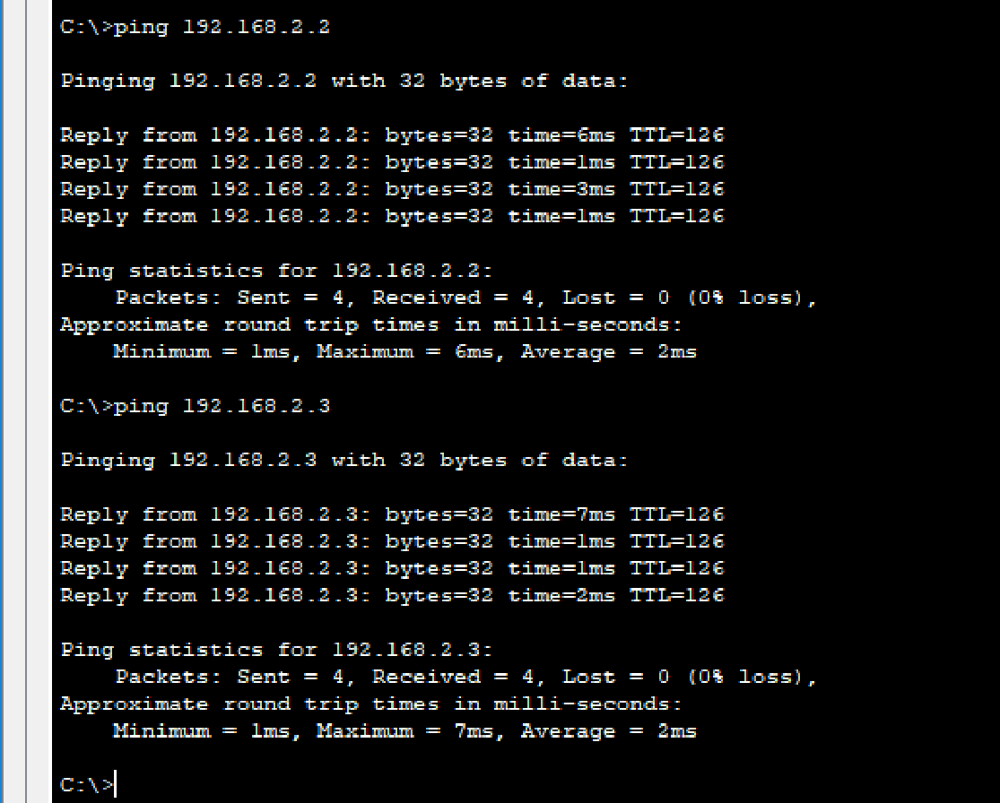 C:\>ping 192.168.2.2
Pinging 192.168.2.2 with 32 bytes of data:
Reply from 192.168.2.2: bytes=32 time=6ms TTL=126
Reply from 192.168.2.2: bytes=32 time=1ms TTL=126
Reply from 192.168.2.2: bytes=32 time=3ms TTL=126
Reply from 192.168.2.2: bytes=32 time=1ms TTL=126
Ping statistics for 192.168.2.2:
    Packets: Sent = 4, Received = 4, Lost = 0 (0% loss),
Approximate round trip times in milli-seconds:
    Minimum = 1ms, Maximum = 6ms, Average = 2ms
C:\>ping 192.168.2.3
Pinging 192.168.2.3 with 32 bytes of data:
Reply from 192.168.2.3: bytes=32 time=7ms TTL=126
Reply from 192.168.2.3: bytes=32 time=1ms TTL=126
Reply from 192.168.2.3: bytes=32 time=1ms TTL=126
Reply from 192.168.2.3: bytes=32 time=2ms TTL=126
Ping statistics for 192.168.2.3:
    Packets: Sent = 4, Received = 4, Lost = 0 (0% loss),
Approximate round trip times in milli-seconds:
    Minimum = 1ms, Maximum = 7ms, Average = 2ms
C:\>